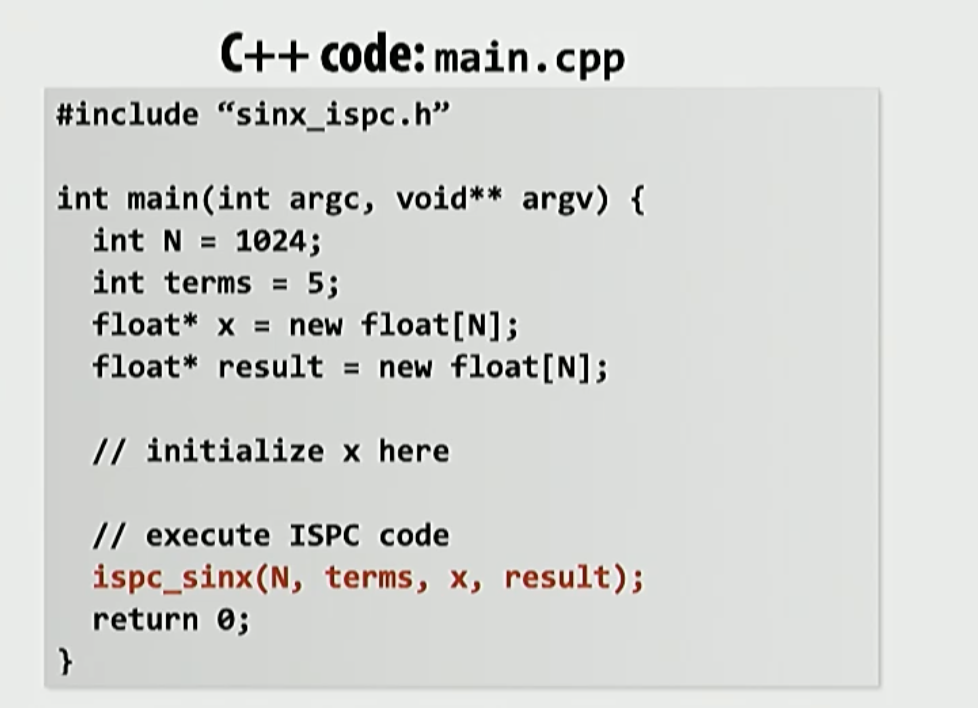 C++ code: main.cpp
#include “sinx_ispc.h”
int main(int argc, void** argv) {
int N = 1024;
int terms = 5;
float* x = new float[N];
float* result = new float[N];
// initialize x here
// execute ISPC code
ispc_sinx(N, terms, x, result);
return 0;
}